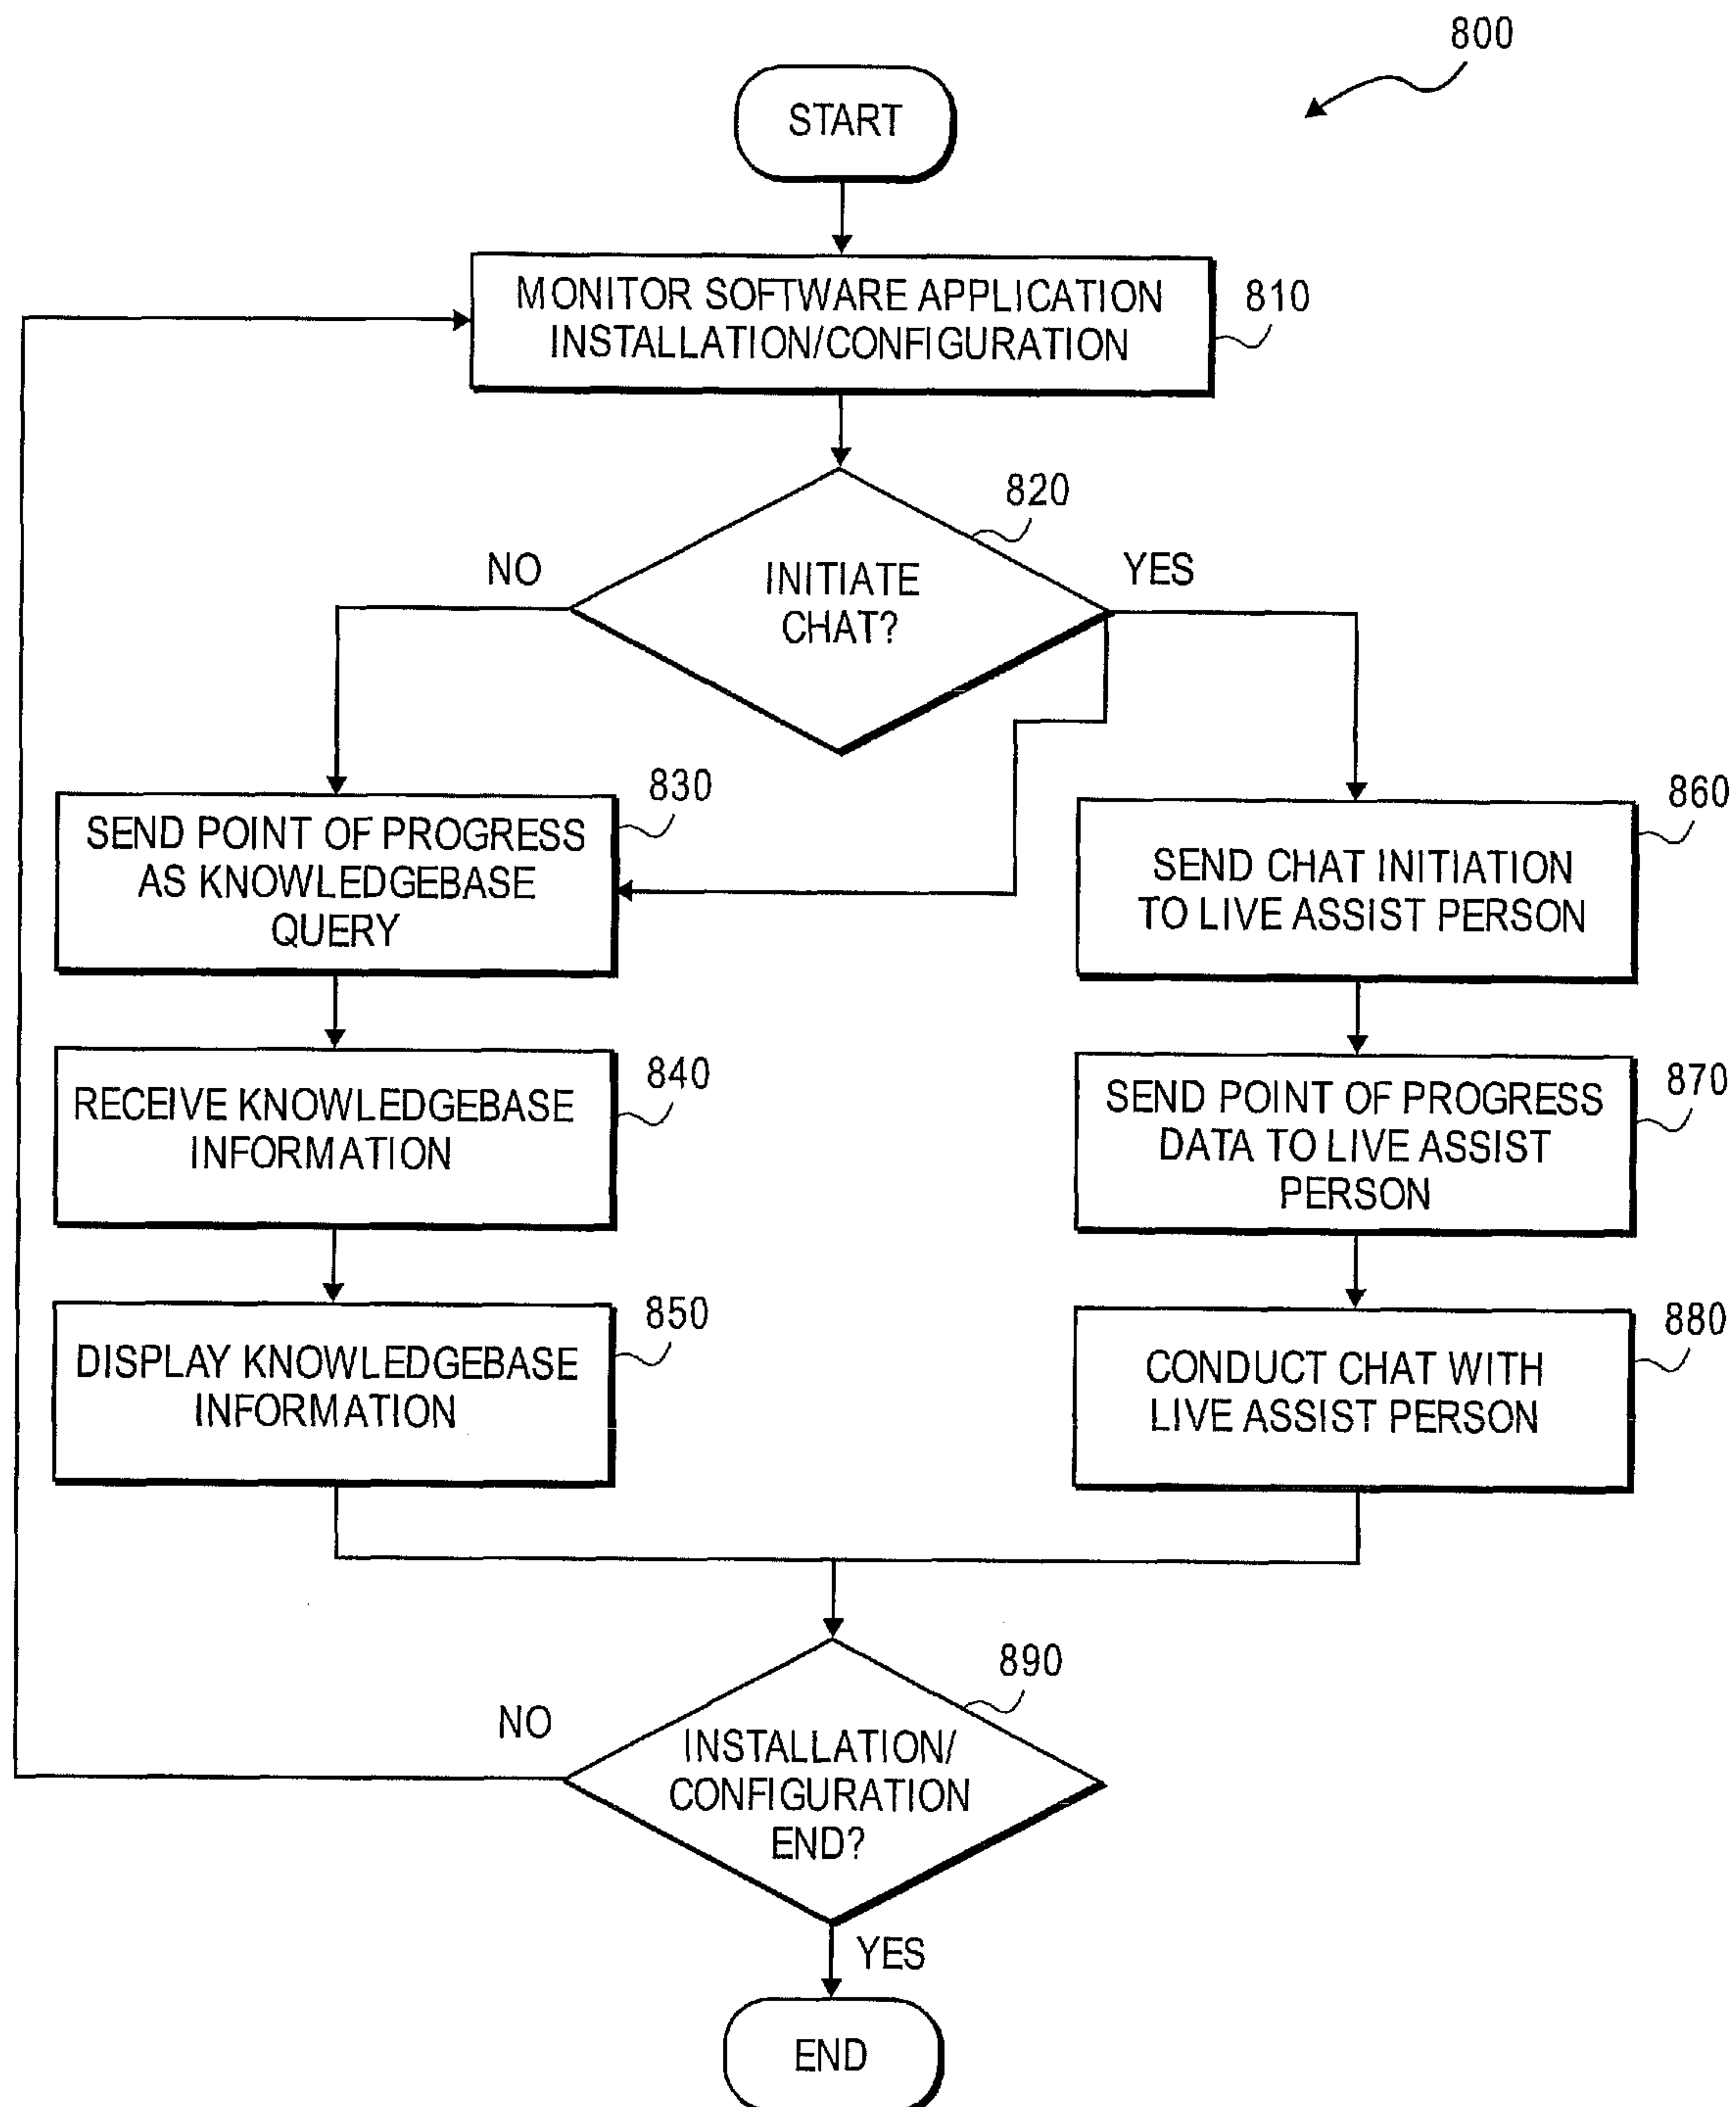 800
START
MONITOR SOFTWARE APPLICATION
INSTALLATION/CONFIGURATION
810
820
NO
YES
INITIATE
CHAT?
830
SEND POINT OF PROGRESS
AS KNOWLEDGEBASE
QUERY
860
SEND CHAT INITIATION
TO LIVE ASSIST PERSON
840
RECEIVE KNOWLEDGEBASE
INFORMATION
870
SEND POINT OF PROGRESS
DATA TO LIVE ASSIST
PERSON
850
DISPLAY KNOWLEDGEBASE
INFORMATION
880
CONDUCT CHAT WITH
LIVE ASSIST PERSON
890
NO
INSTALLATION/
CONFIGURATION
END?
YES
END